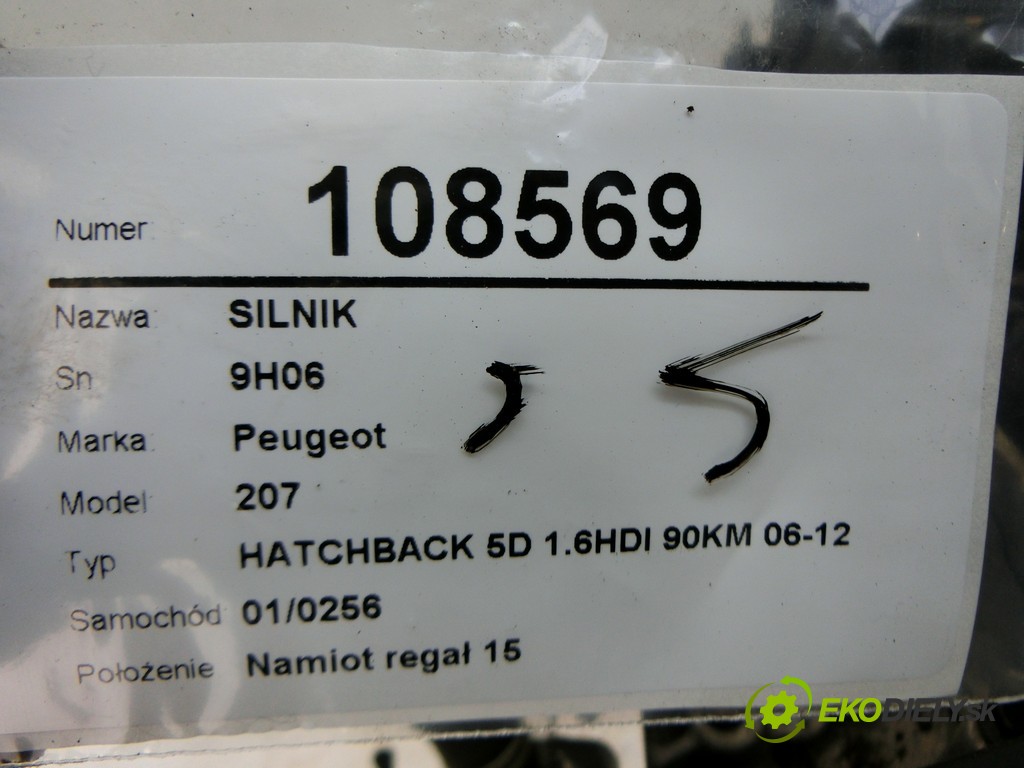 Numer: 108569
Nazwa: SILNIK
Sn 9H06
Marka: Peugeot
Model 207
Typ HATCHBACK 5D 1.6HDI 90KM 06-12
Samochód 01/0256
Położenie Namiot regał 15
EKODIELY.SK